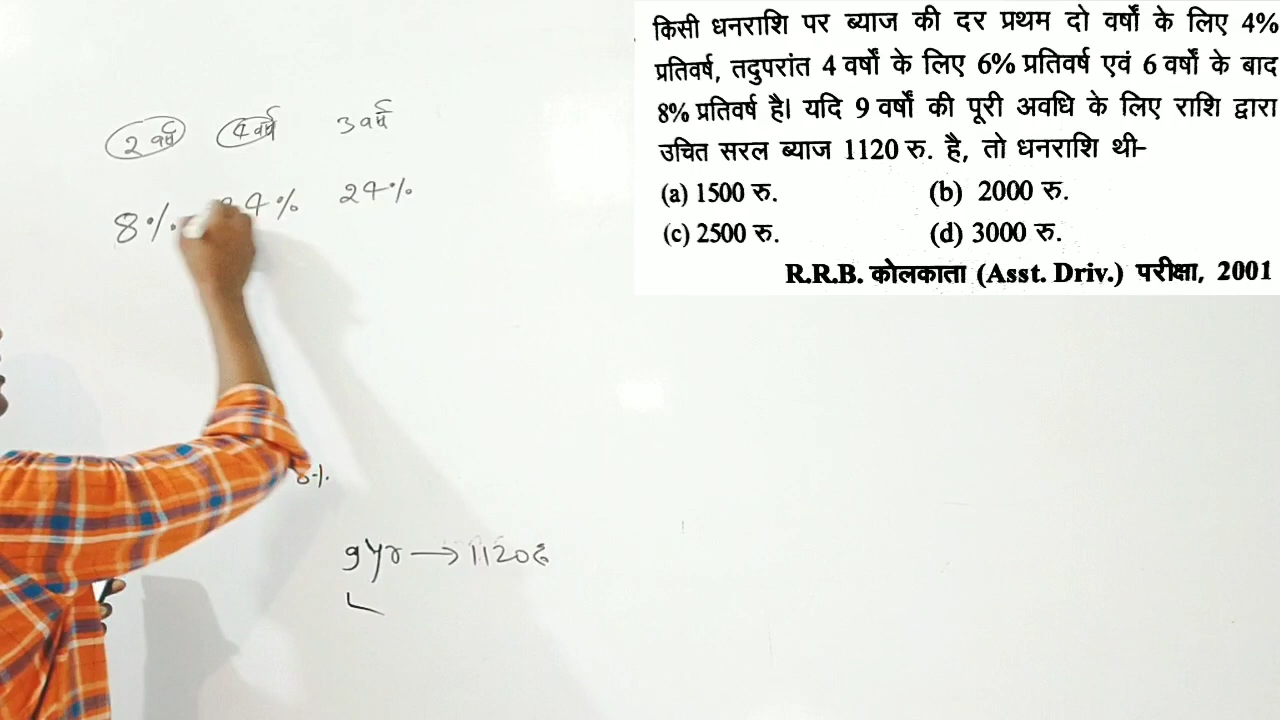 किसी धनराशि पर ब्याज की दर प्रथम दो वर्षों के लिए 4%
प्रतिवर्ष, तदुपरांत 4 वर्षों के लिए 6% प्रतिवर्ष एवं 6 वर्षों के बाद
8% प्रतिवर्ष है। यदि 9 वर्षों की पूरी अवधि के लिए राशि द्वारा
उचित सरल ब्याज 1120 रु. है, तो धनराशि थी–
(a) 1500 रु. (b) 2000 रु.
(c) 2500 रु. (d) 3000 रु.
R.R.B. कोलकाता (Asst. Driv.) परीक्षा, 2001
2 वर्ष 4 वर्ष 3 वर्ष
8% 4% 24%
9yr → 1120रु